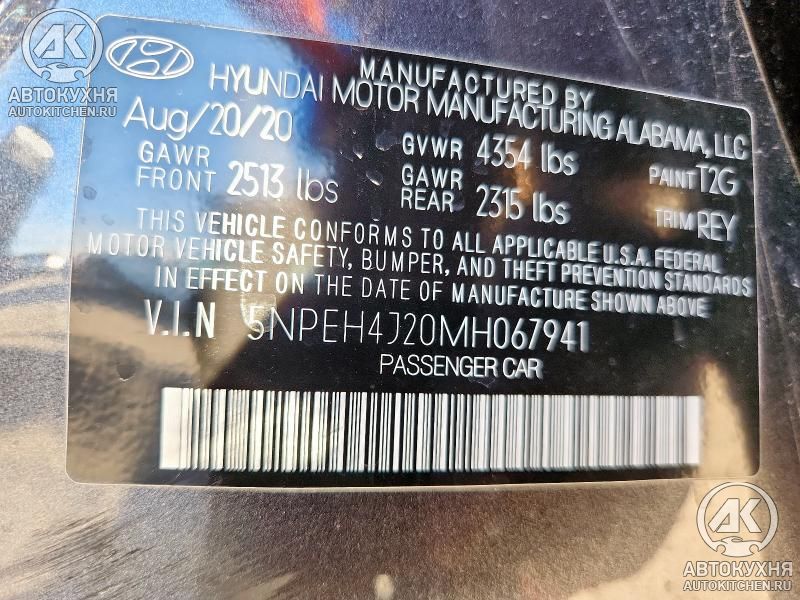 АВТОКУХНЯ
AUTOKITCHEN.RU
MANUFACTURED BY
HYUNDAI MOTOR MANUFACTURING ALABAMA, LLC
Aug/20/20
GVWR 4354 lbs
PAINT T2G
GAWR FRONT 2513 lbs
GAWR REAR 2315 lbs
TRIM REY
THIS VEHICLE CONFORMS TO ALL APPLICABLE U.S.A. FEDERAL
MOTOR VEHICLE SAFETY, BUMPER, AND THEFT PREVENTION STANDARDS
IN EFFECT ON THE DATE OF MANUFACTURE SHOWN ABOVE
V.I.N 5NPEH4J20MH067941
PASSENGER CAR
АК
АВТОКУХНЯ
AUTOKITCHEN.RU